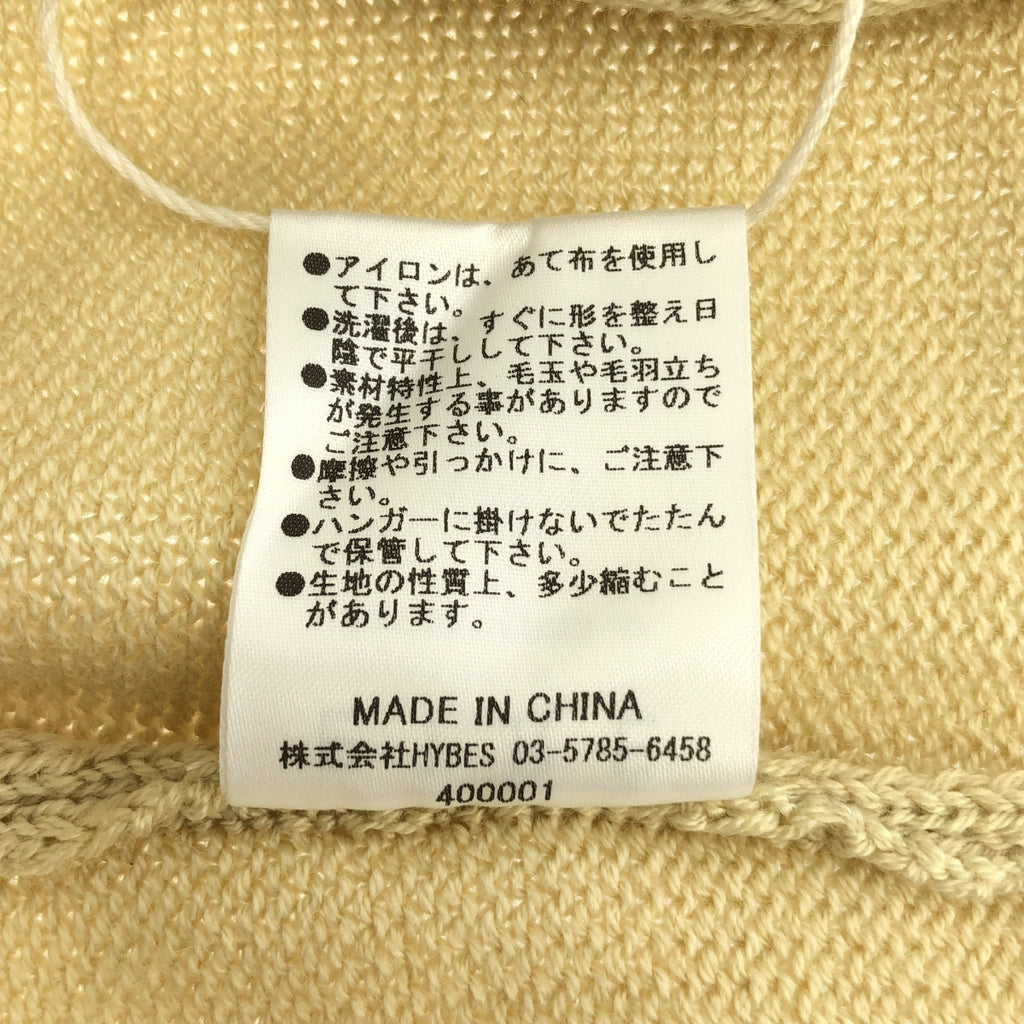 ●アイロンは、あて布を使用し
て下さい。
●洗濯後は、すぐに形を整え日
陰で平干しして下さい。
●素材特性上、毛玉や毛羽立ち
が発生する事がありますので
ご注意下さい。
●摩擦や引っかけに、ご注意下
さい。
●ハンガーに掛けないでたたん
で保管して下さい。
●生地の性質上、多少縮むこと
があります。
MADE IN CHINA
株式会社HYBES 03-5785-6458
400001